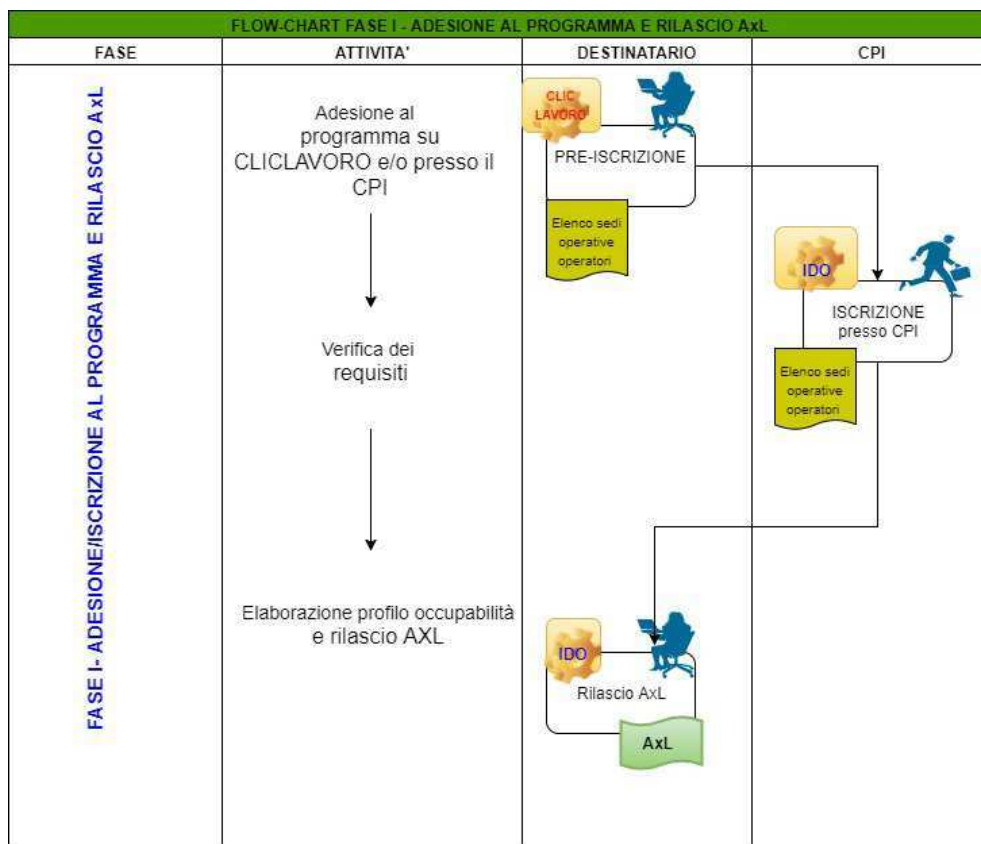 FLOW-CHART FASE I - ADESIONE AL PROGRAMMA E RILASCIO AxL
FASE
ATTIVITA'
DESTINATARIO
CPI
FASE I- ADESIONE/ISCRIZIONE AL PROGRAMMA E RILASCIO AxL
Adesione al
programma su
CLICLAVORO e/o presso il
CPI
CLIC
LAVORO
PRE-ISCRIZIONE
Elenco sedi
operative
operatori
IDO
ISCRIZIONE
presso CPI
Elenco sedi
operative
operatori
Verifica dei
requisiti
Elaborazione profilo occupabilità
e rilascio AXL
IDO
Rilascio AxL
AxL